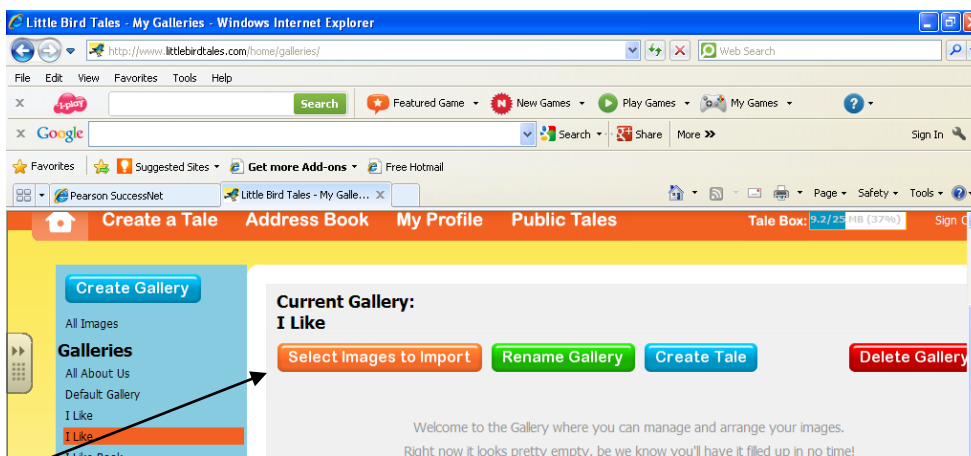 Little Bird Tales - My Galleries - Windows Internet Explorer
http://www.littlebirdtales.com/home/galleries/ Web Search
File Edit View Favorites Tools Help
x i-play Search Featured Game New Games Play Games My Games ?
x Google Search Share More » Sign In
Favorites Suggested Sites Get more Add-ons Free Hotmail
Pearson SuccessNet Little Bird Tales - My Galle... X Page Safety Tools
Create a Tale Address Book My Profile Public Tales Tale Box: 9.2/25 MB (37%) Sign
Create Gallery
All Images
Galleries
All About Us
Default Gallery
I Like
I Like
I Like Book
Current Gallery:
I Like
Select Images to Import Rename Gallery Create Tale Delete Gallery
Welcome to the Gallery where you can manage and arrange your images.
Right now it looks pretty empty, be we know you'll have it filled up in no time!